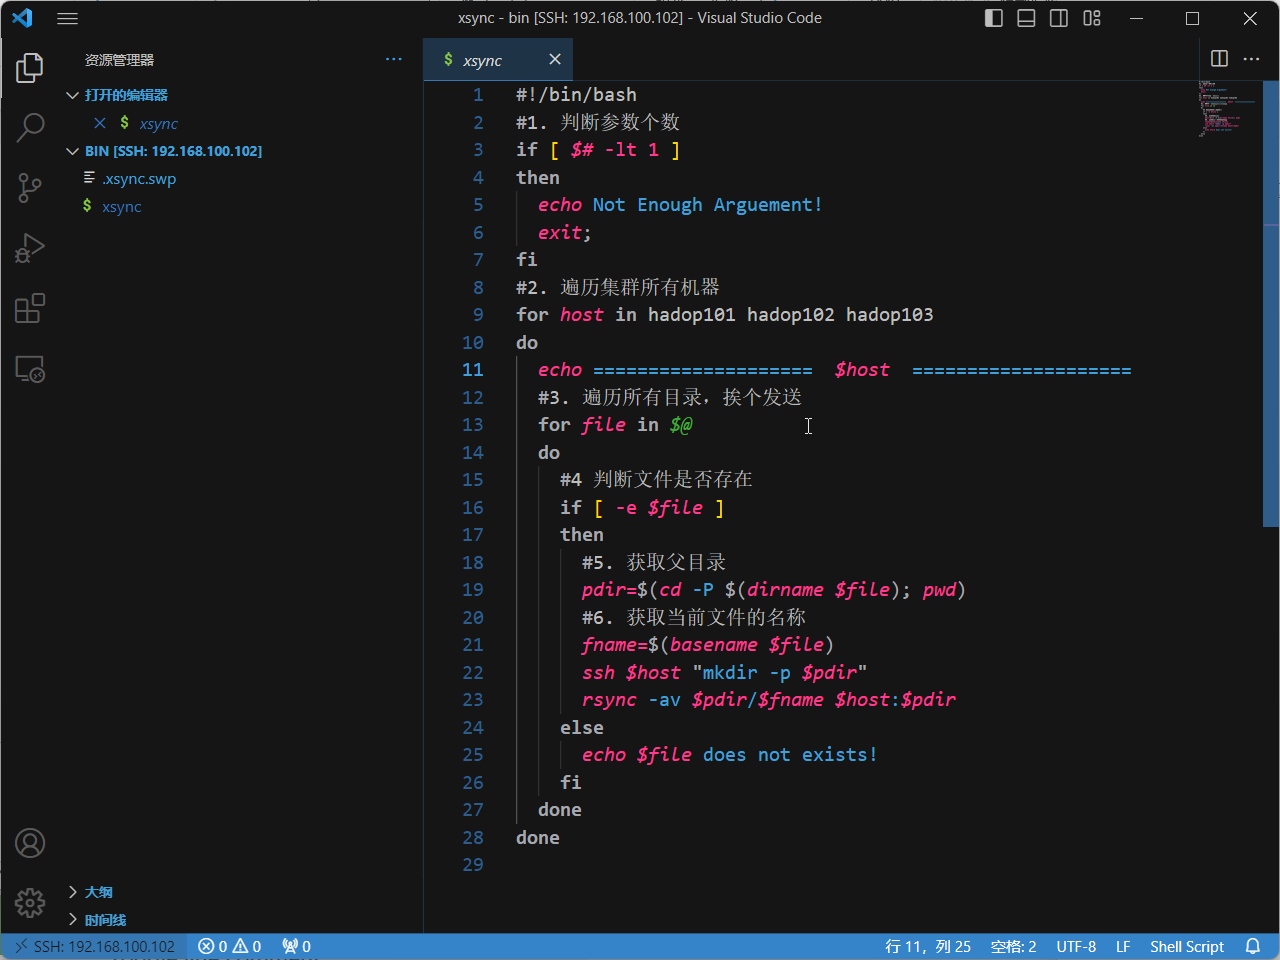 xsync - bin [SSH: 192.168.100.102] - Visual Studio Code
资源管理器
打开的编辑器
$ xsync
BIN [SSH: 192.168.100.102]
.xsync.swp
$ xsync
大纲
时间线
$ xsync
1 #!/bin/bash
2 #1. 判断参数个数
3 if [ $# -lt 1 ]
4 then
5 echo Not Enough Arguement!
6 exit;
7 fi
8 #2. 遍历集群所有机器
9 for host in hadop101 hadop102 hadop103
10 do
11 echo ==================== $host ====================
12 #3. 遍历所有目录，挨个发送
13 for file in $@
14 do
15 #4 判断文件是否存在
16 if [ -e $file ]
17 then
18 #5. 获取父目录
19 pdir=$(cd -P $(dirname $file); pwd)
20 #6. 获取当前文件的名称
21 fname=$(basename $file)
22 ssh $host "mkdir -p $pdir"
23 rsync -av $pdir/$fname $host:$pdir
24 else
25 echo $file does not exists!
26 fi
27 done
28 done
29
SSH: 192.168.100.102 0 0 0 行 11，列 25 空格: 2 UTF-8 LF Shell Script